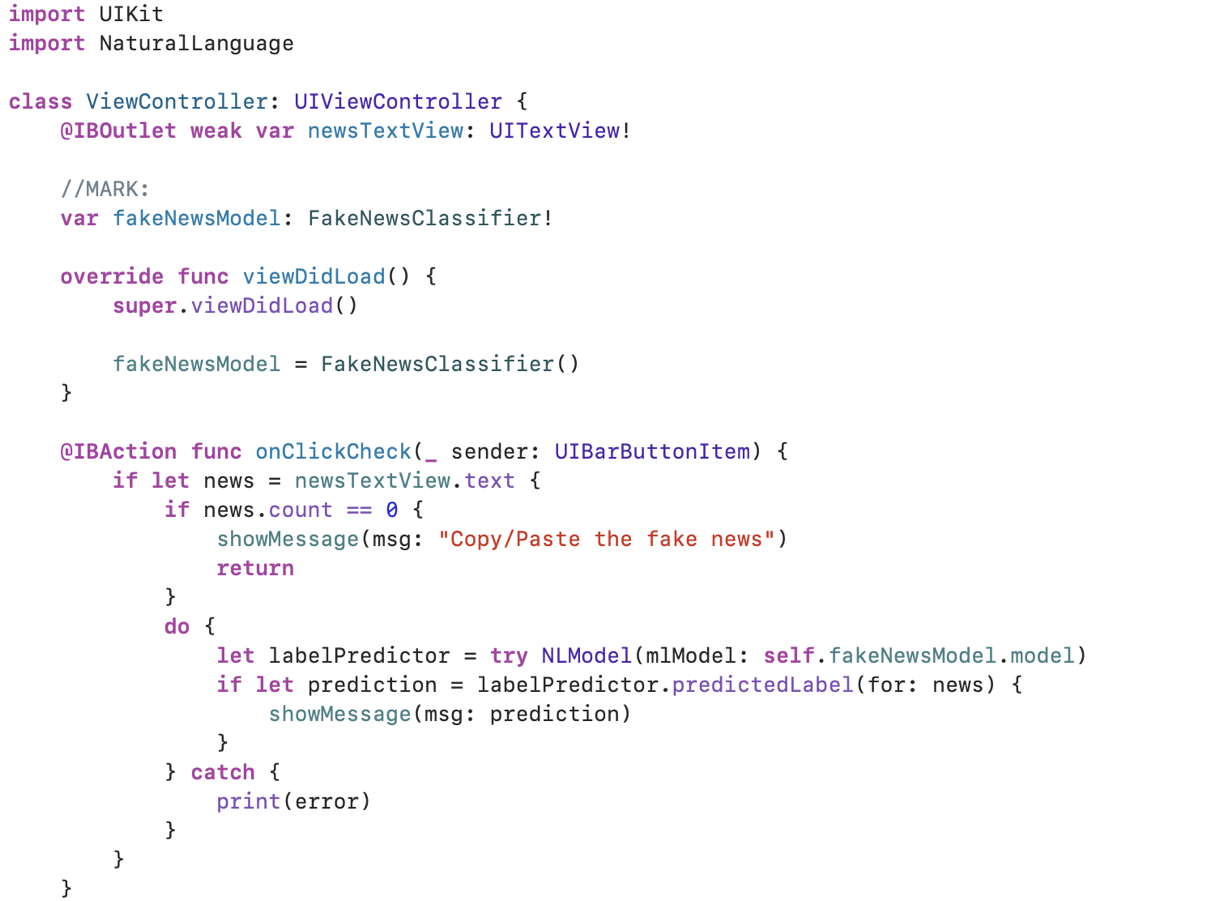 import UIKit
import NaturalLanguage

class ViewController: UIViewController {
    @IBOutlet weak var newsTextView: UITextView!

    //MARK:
    var fakeNewsModel: FakeNewsClassifier!

    override func viewDidLoad() {
        super.viewDidLoad()

        fakeNewsModel = FakeNewsClassifier()
    }

    @IBAction func onClickCheck(_ sender: UIBarButtonItem) {
        if let news = newsTextView.text {
            if news.count == 0 {
                showMessage(msg: "Copy/Paste the fake news")
                return
            }
            do {
                let labelPredictor = try NLModel(mlModel: self.fakeNewsModel.model)
                if let prediction = labelPredictor.predictedLabel(for: news) {
                    showMessage(msg: prediction)
                }
            } catch {
                print(error)
            }
        }
    }